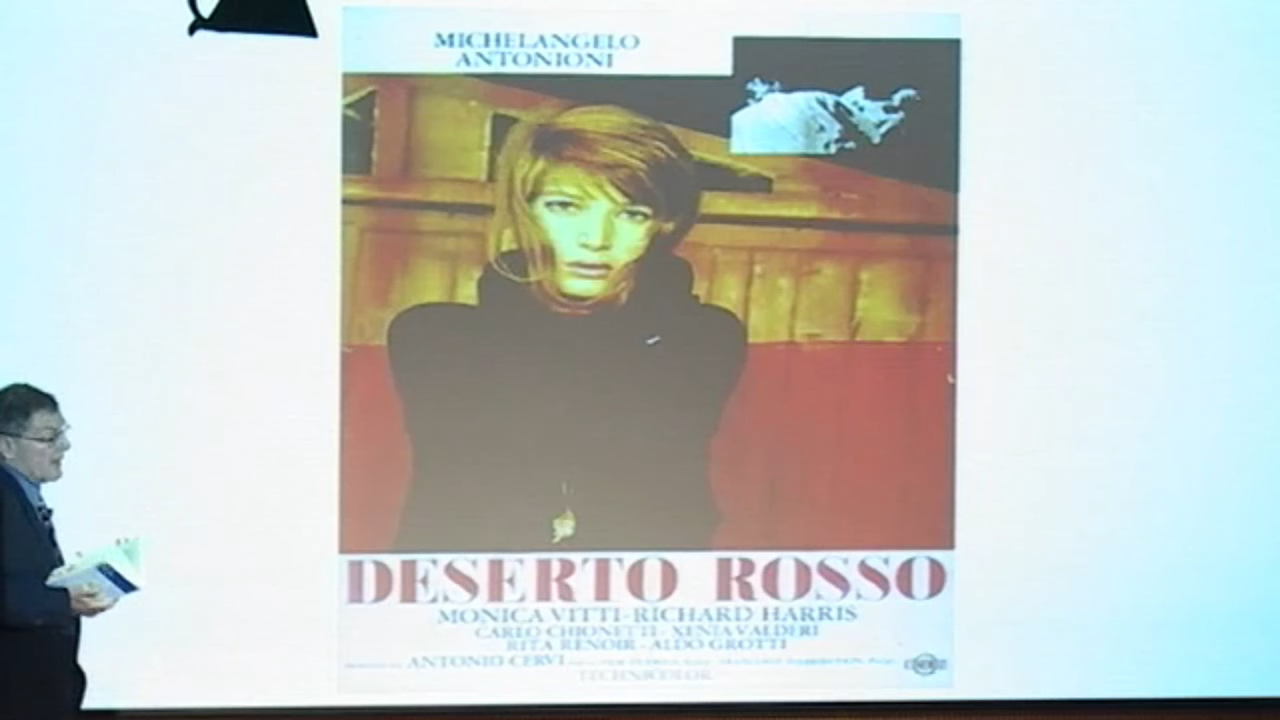 MICHELANGELO
ANTONIONI
DESERTO ROSSO
MONICA VITTI-RICHARD HARRIS
CARLO CHIONETTI - XENIA VALDERI
RITA RENOIR - ALDO GROTTI
ANTONIO CERVI
TECHNICOLOR